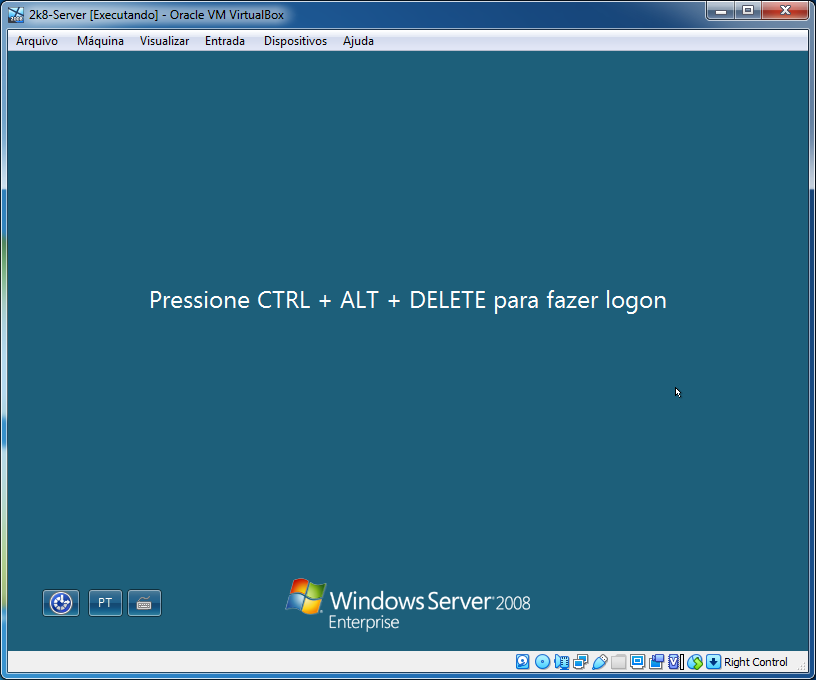 2k8-Server [Executando] - Oracle VM VirtualBox
Arquivo Máquina Visualizar Entrada Dispositivos Ajuda
Pressione CTRL + ALT + DELETE para fazer logon
PT
Windows Server 2008
Enterprise
Right Control